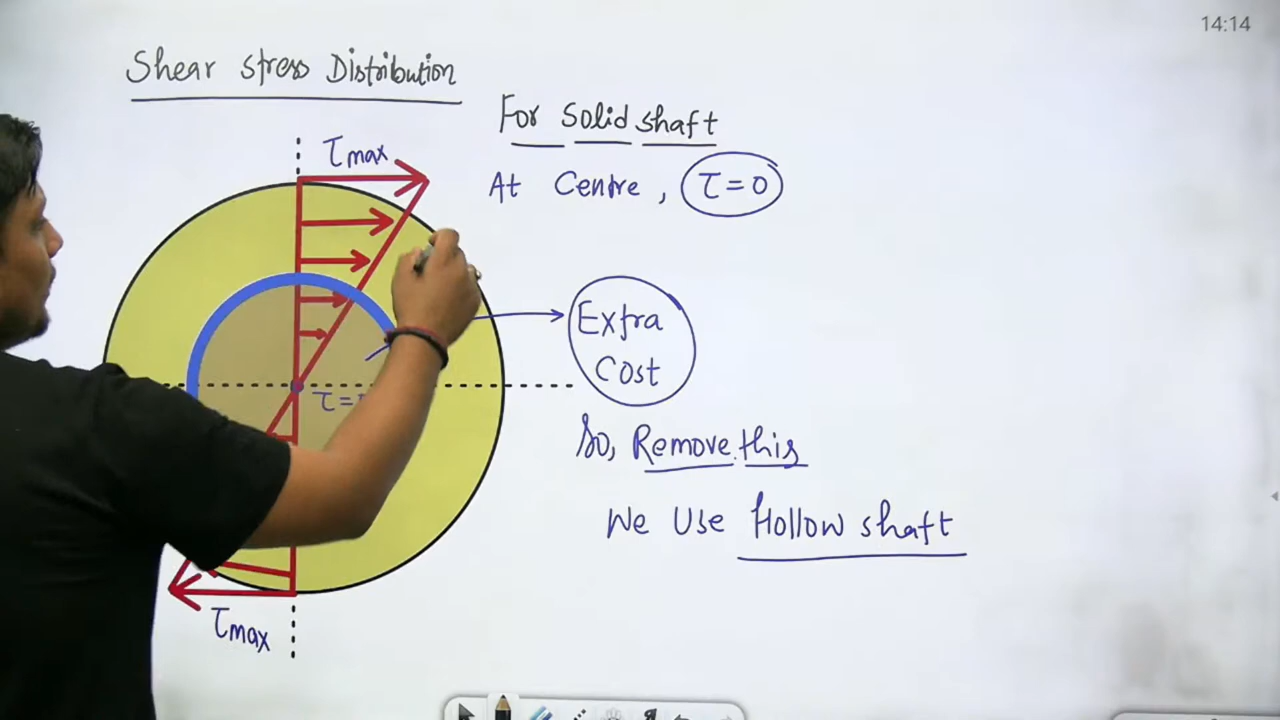 14:14
Shear stress Distribution
For Solid shaft
τmax
At Centre, τ=0
Extra
Cost
τ=
So, Remove this
We Use Hollow shaft
τmax